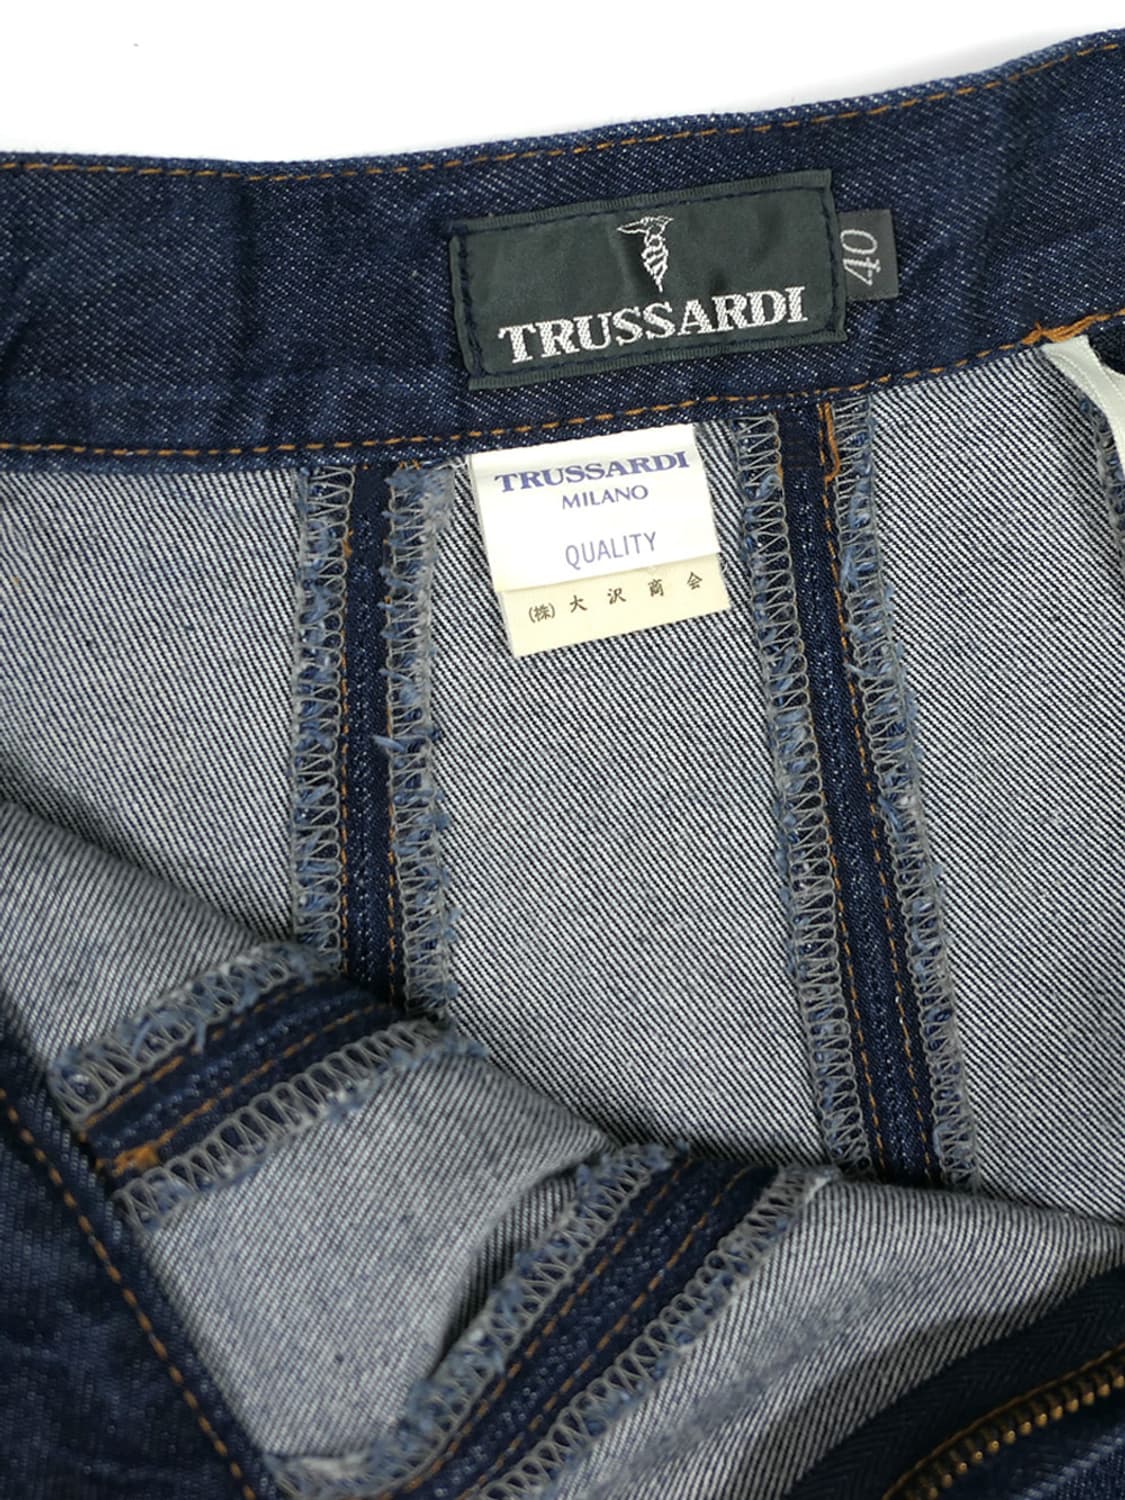 TRUSSARDI
40
TRUSSARDI
MILANO
QUALITY
(株) 大沢商会